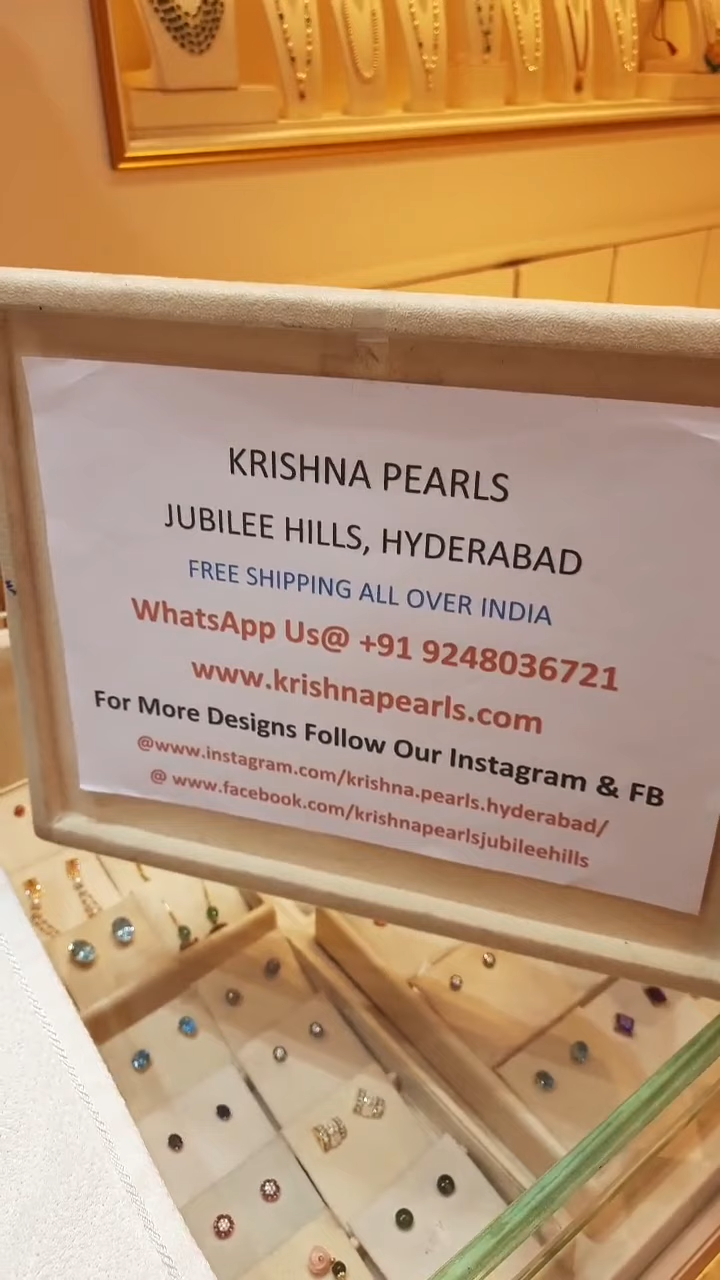 KRISHNA PEARLS
JUBILEE HILLS, HYDERABAD
FREE SHIPPING ALL OVER INDIA
WhatsApp Us@ +91 9248036721
www.krishnapearls.com
For More Designs Follow Our Instagram & FB
@www.instagram.com/krishna.pearls.hyderabad/
@ www.facebook.com/krishnapearlsjubileehills